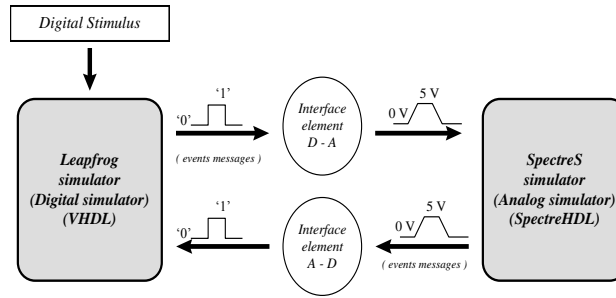 Digital Stimulus
Leapfrog
simulator
(Digital simulator)
(VHDL)
‘0’
‘1’
( events messages )
Interface
element
D - A
0 V
5 V
SpectreS
simulator
(Analog simulator)
(SpectreHDL)
‘0’
‘1’
Interface
element
A - D
0 V
5 V
( events messages )